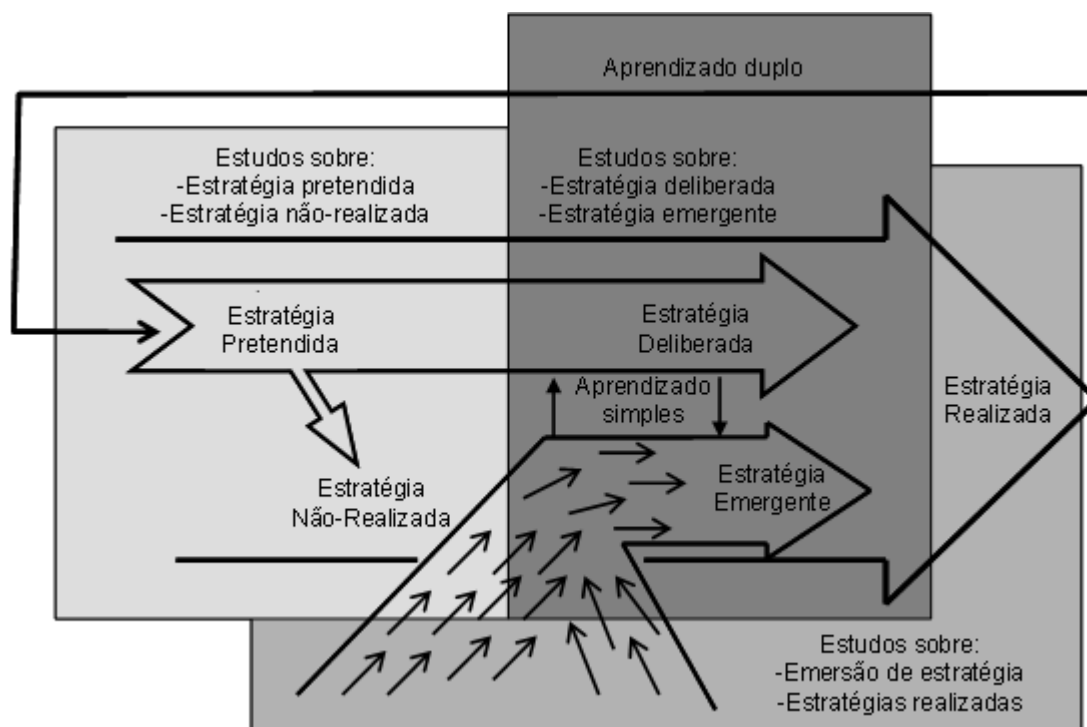 Aprendizado duplo
Estudos sobre:
-Estratégia pretendida
-Estratégia não-realizada
Estudos sobre:
-Estratégia deliberada
-Estratégia emergente
Estratégia
Pretendida
Estratégia
Deliberada
Aprendizado
simples
Estratégia
Realizada
Estratégia
Não-Realizada
Estratégia
Emergente
Estudos sobre:
-Emersão de estratégia
-Estratégias realizadas